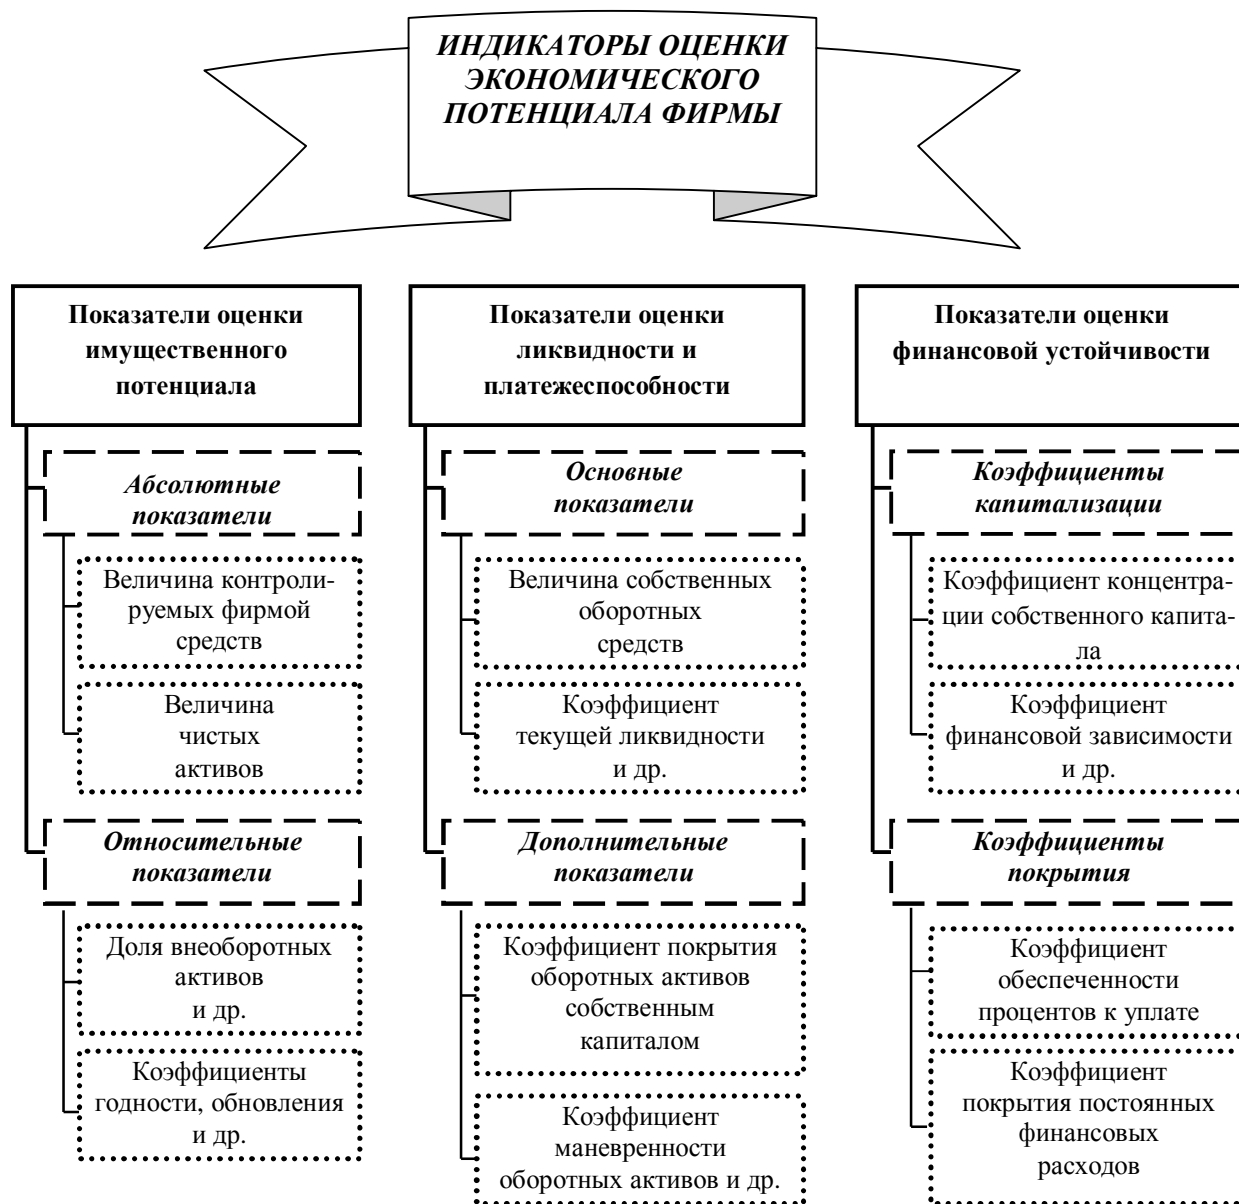 ИНДИКАТОРЫ ОЦЕНКИ
ЭКОНОМИЧЕСКОГО
ПОТЕНЦИАЛА ФИРМЫ
Показатели оценки
имущественного
потенциала
Абсолютные
показатели
Величина контроли-
руемых фирмой
средств
Величина
чистых
активов
Относительные
показатели
Доля внеоборотных
активов
и др.
Коэффициенты
годности, обновления
и др.
Показатели оценки
ликвидности и
платежеспособности
Основные
показатели
Величина собственных
оборотных
средств
Коэффициент
текущей ликвидности
и др.
Дополнительные
показатели
Коэффициент покрытия
оборотных активов
собственным
капиталом
Коэффициент
маневренности
оборотных активов и др.
Показатели оценки
финансовой устойчивости
Коэффициенты
капитализации
Коэффициент концентра-
ции собственного капита-
ла
Коэффициент
финансовой зависимости
и др.
Коэффициенты
покрытия
Коэффициент
обеспеченности
процентов к уплате
Коэффициент
покрытия постоянных
финансовых
расходов